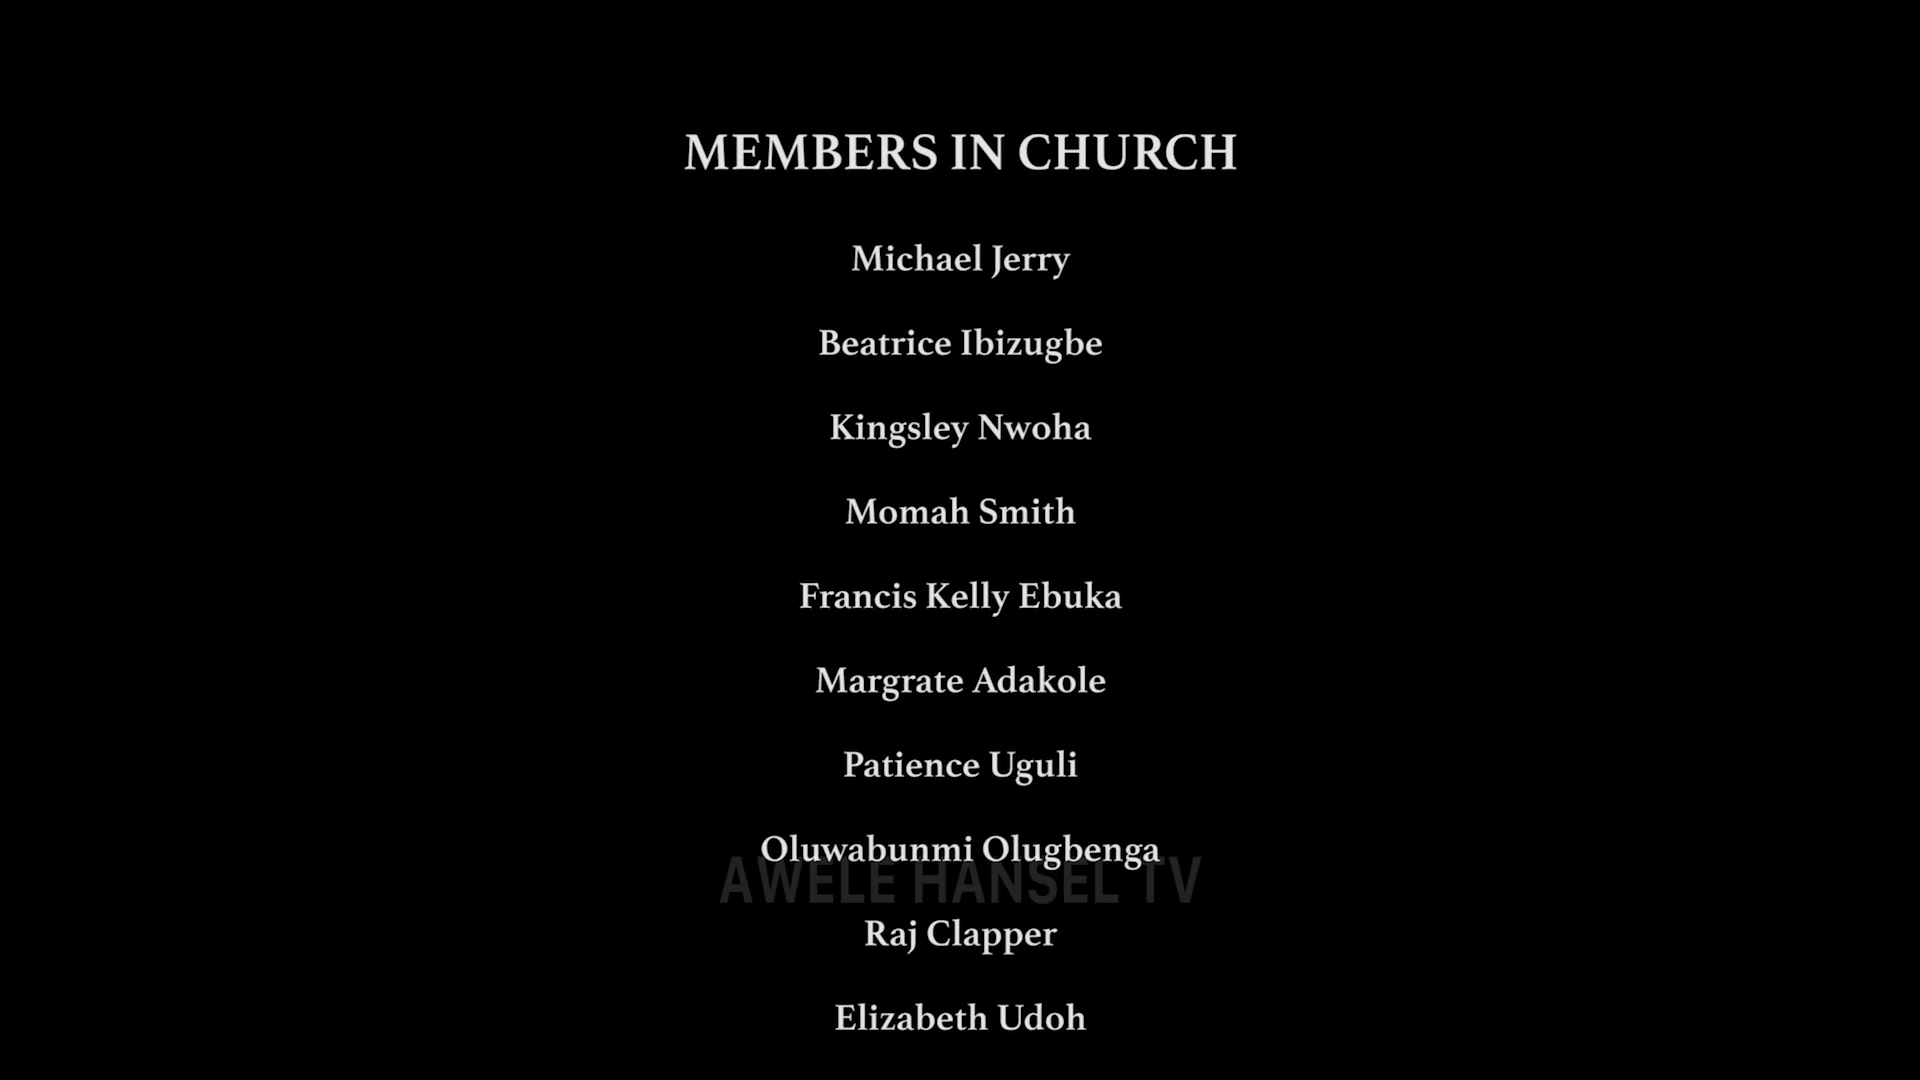 MEMBERS IN CHURCH
Michael Jerry
Beatrice Ibizugbe
Kingsley Nwoha
Momah Smith
Francis Kelly Ebuka
Margrate Adakole
Patience Uguli
Oluwabunmi Olugbenga
AWELE HANSEL TV
Raj Clapper
Elizabeth Udoh